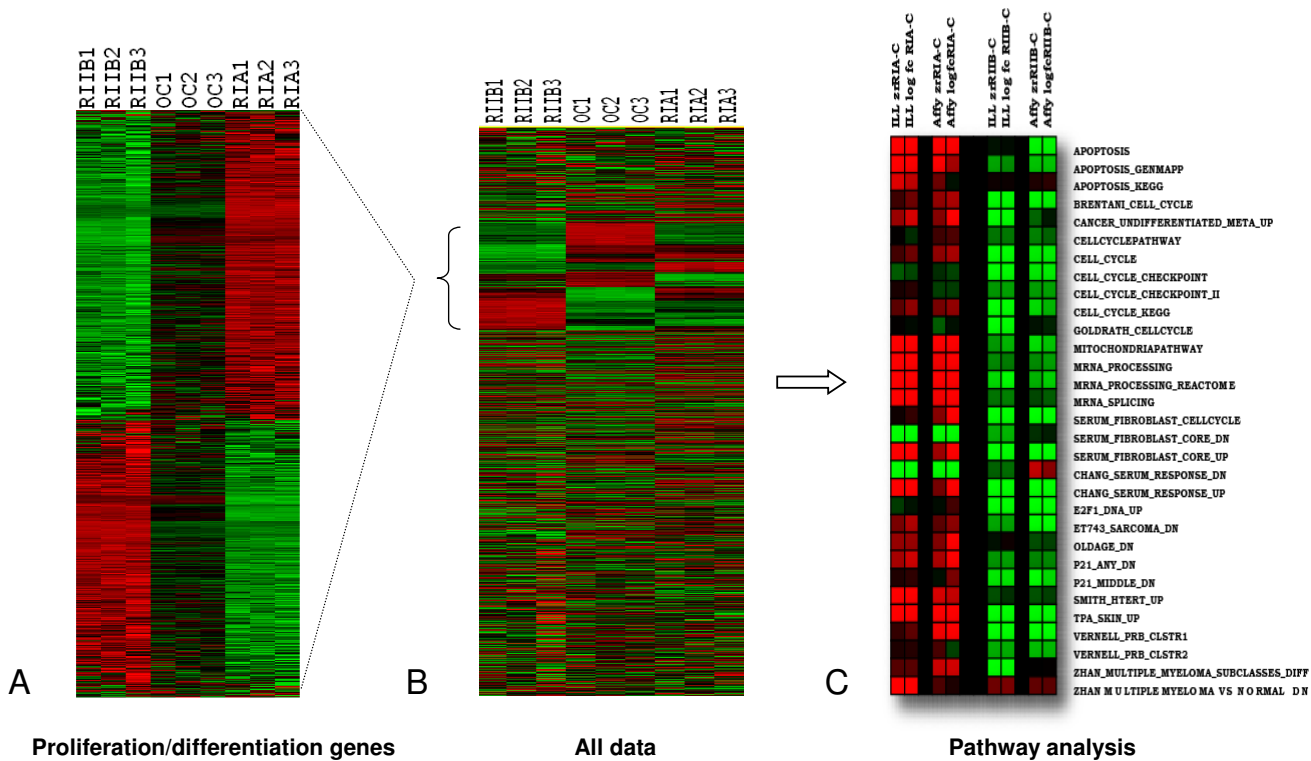 RIIB1
RIIB2
RIIB3
OC1
OC2
OC3
RIA1
RIA2
RIA3
A
Proliferation/differentiation genes
RIIB1
RIIB2
RIIB3
OC1
OC2
OC3
RIA1
RIA2
RIA3
B
All data
ILL zrRIA-C
ILL log fc RIA-C
Affy zrRIA-C
Affy logfcRIA-C
ILL zrRIIB-C
ILL log fc RIIB-C
Affy zrRIIB-C
Affy logfcRIIB-C
APOPTOSIS
APOPTOSIS_GENMAPP
APOPTOSIS_KEGG
BRENTANI_CELL_CYCLE
CANCER_UNDIFFERENTIATED_META_UP
CELLCYCLEPATHWAY
CELL_CYCLE
CELL_CYCLE_CHECKPOINT
CELL_CYCLE_CHECKPOINT_II
CELL_CYCLE_KEGG
GOLDRATH_CELLCYCLE
MITOCHONDRIAPATHWAY
MRNA_PROCESSING
MRNA_PROCESSING_REACTOME
MRNA_SPLICING
SERUM_FIBROBLAST_CELLCYCLE
SERUM_FIBROBLAST_CORE_DN
SERUM_FIBROBLAST_CORE_UP
CHANG_SERUM_RESPONSE_DN
CHANG_SERUM_RESPONSE_UP
E2F1_DNA_UP
ET743_SARCOMA_DN
OLDAGE_DN
P21_ANY_DN
P21_MIDDLE_DN
SMITH_HTERT_UP
TPA_SKIN_UP
VERNELL_PRB_CLSTR1
VERNELL_PRB_CLSTR2
ZHAN_MULTIPLE_MYELOMA_SUBCLASSES_DIFF
ZHAN MULTIPLE MYELOMA VS NORMAL DN
C
Pathway analysis